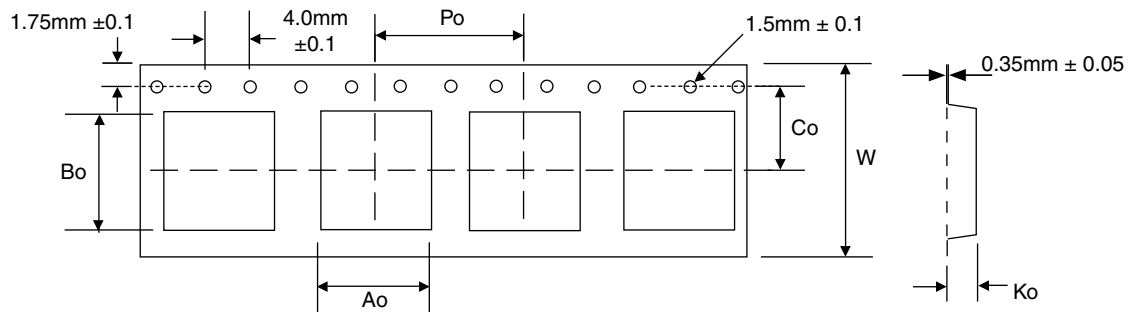 1.75mm ±0.1
4.0mm
±0.1
Po
1.5mm ± 0.1
0.35mm ± 0.05
Co
W
Bo
Ao
Ko